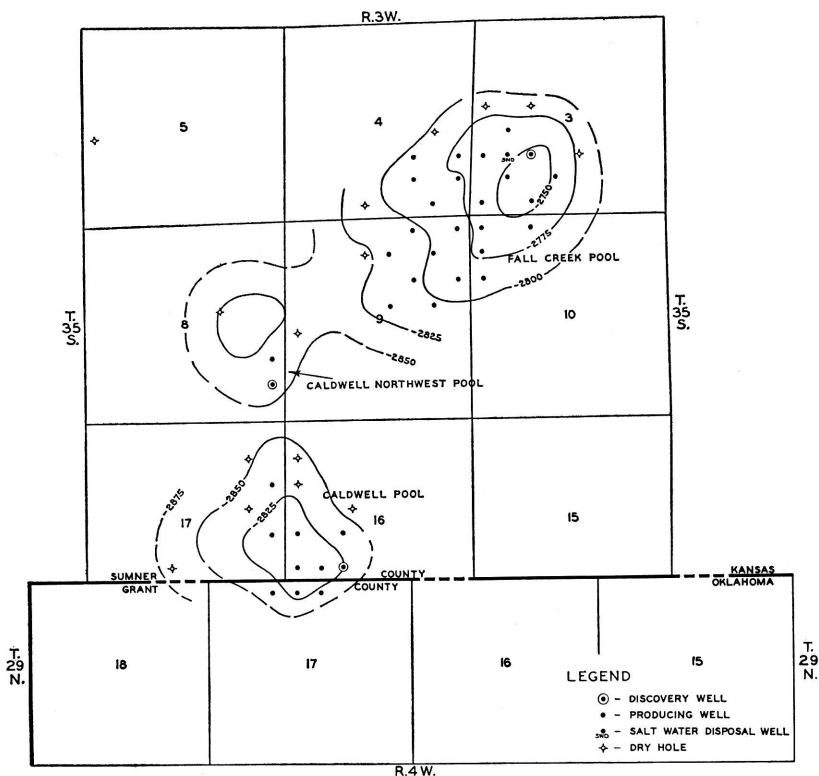 R.3W.
5
4
3
SWD
-2750
-2775
FALL CREEK POOL
-2800
T.
35
S.
8
9
10
T.
35
S.
-2825
-2850
CALDWELL NORTHWEST POOL
-2875
-2850
CALDWELL POOL
-2825
17
16
15
SUMNER
COUNTY
KANSAS
GRANT
COUNTY
OKLAHOMA
T.
29
N.
18
17
16
15
T.
29
N.
LEGEND
- DISCOVERY WELL
- PRODUCING WELL
SWD - SALT WATER DISPOSAL WELL
- DRY HOLE
R.4W.